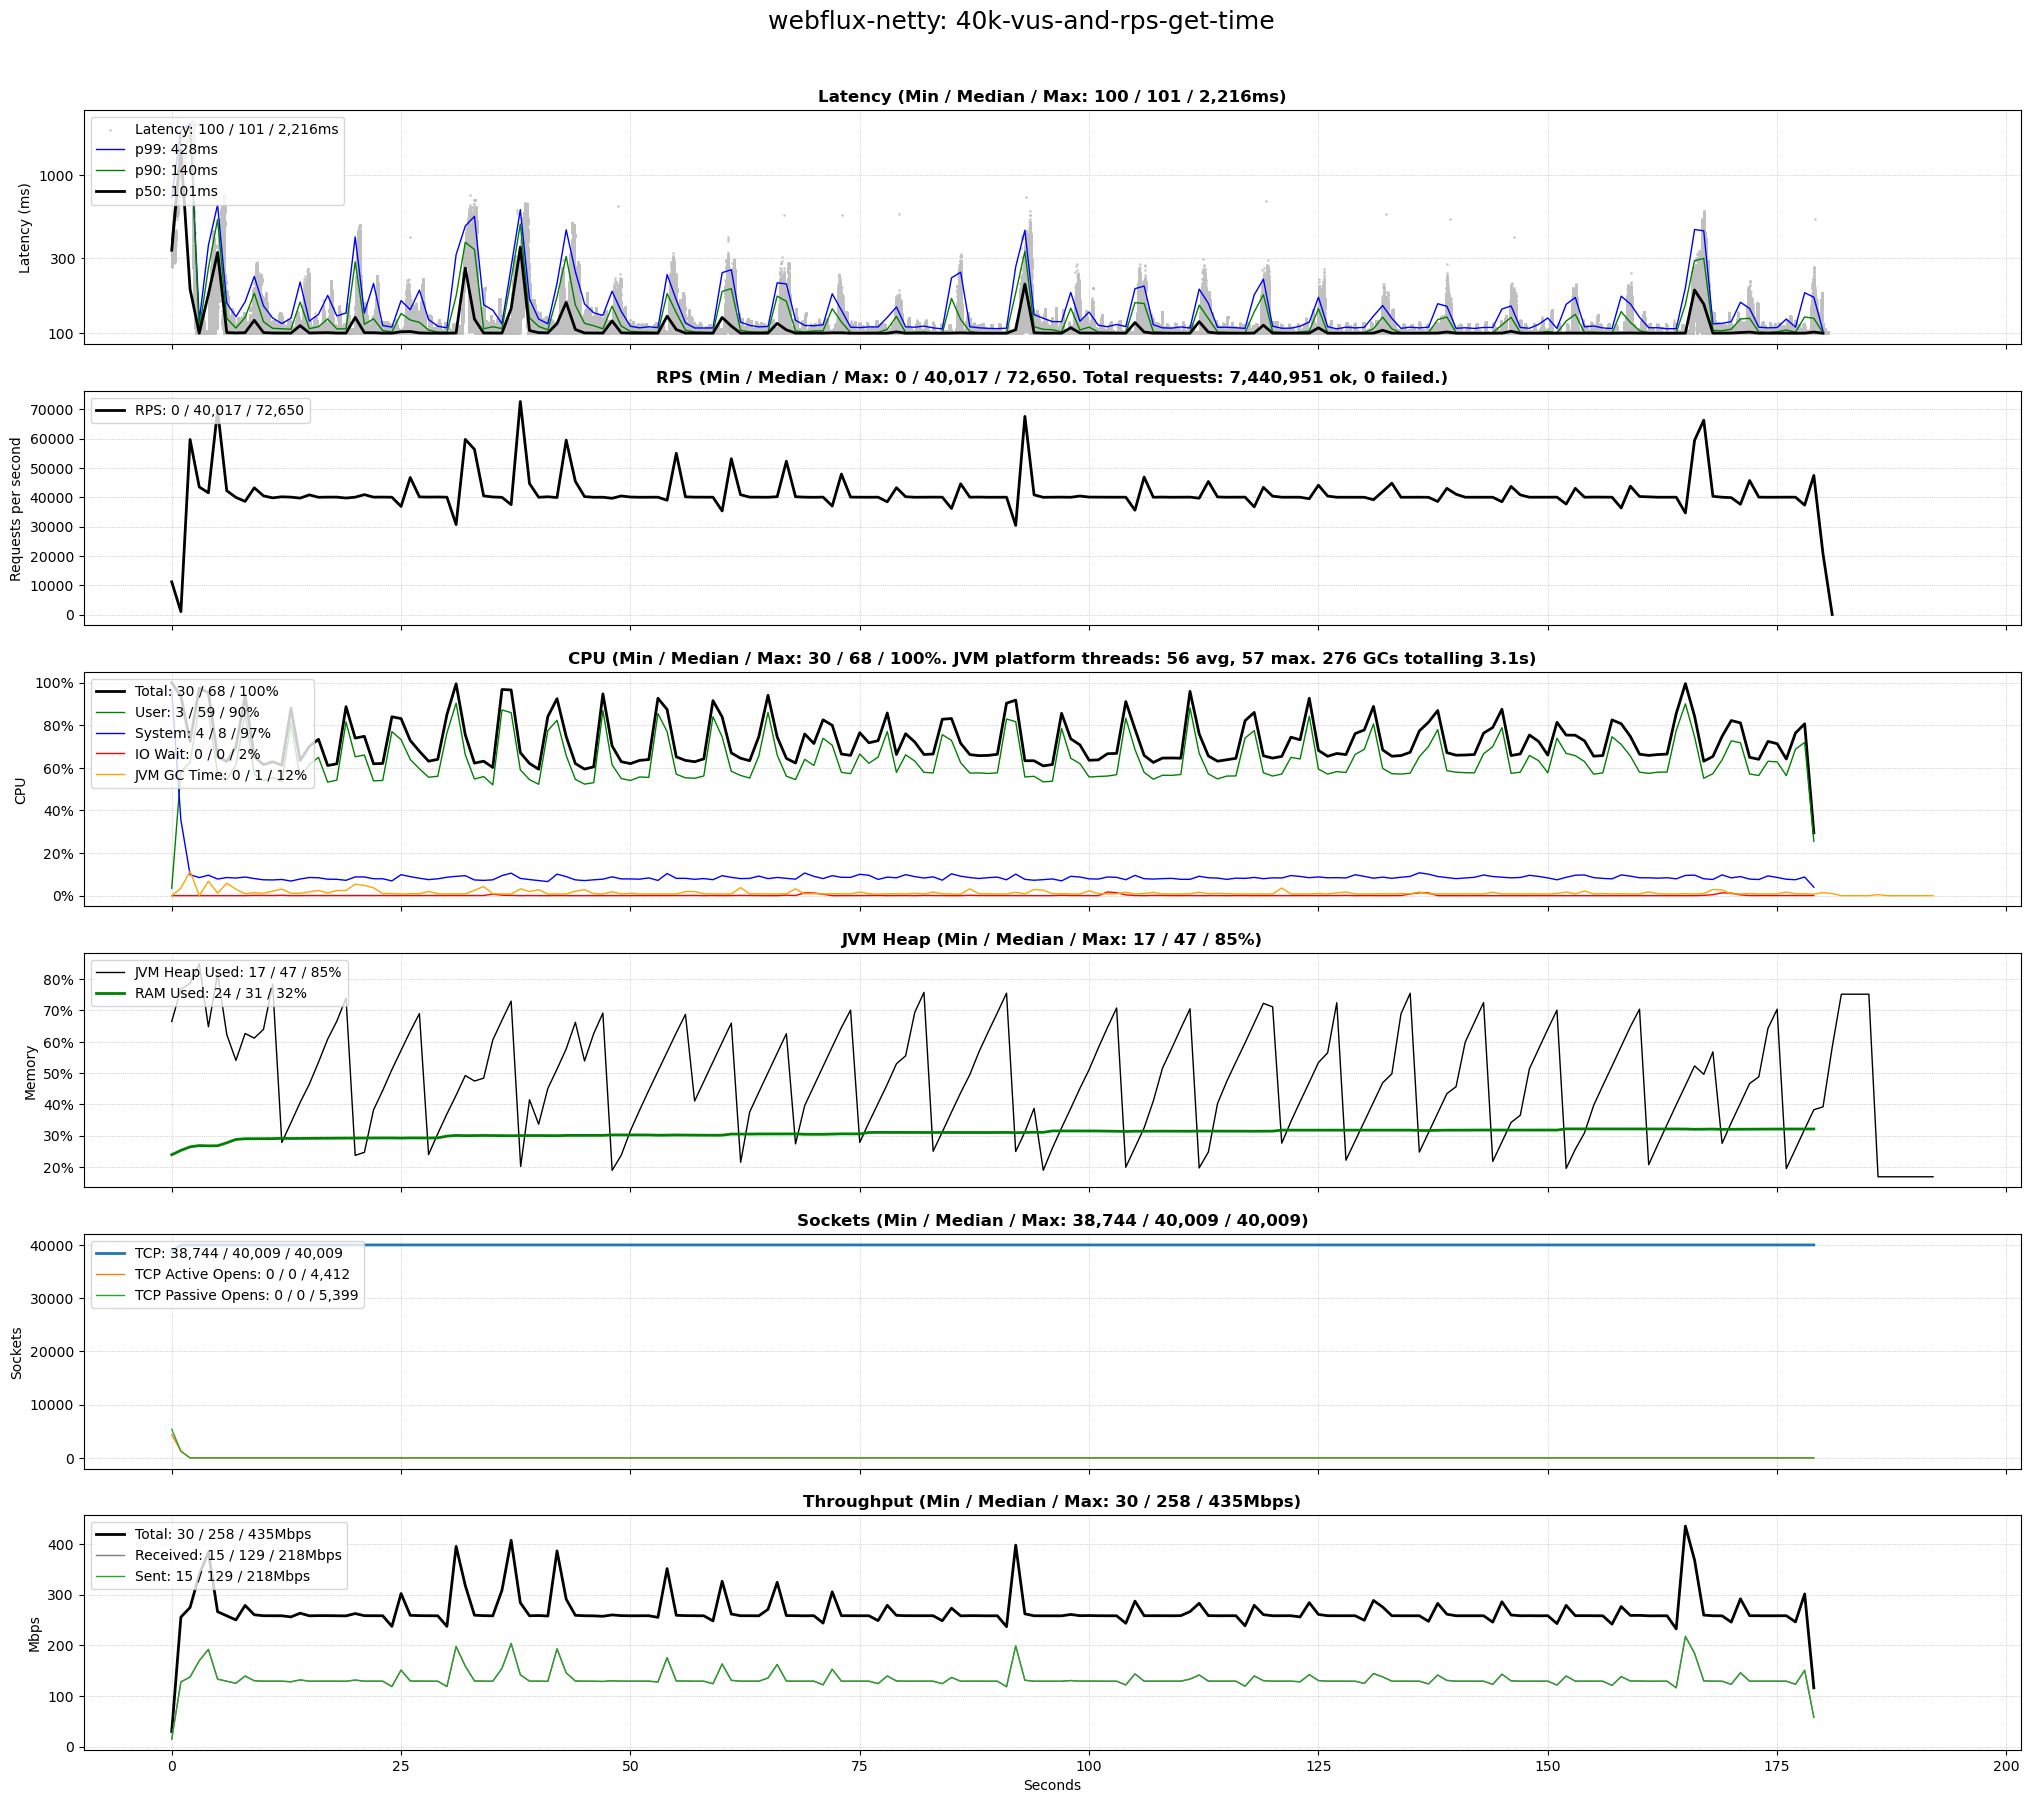 webflux-netty: 40k-vus-and-rps-get-time
Latency (Min / Median / Max: 100 / 101 / 2,216ms)
Latency: 100 / 101 / 2,216ms
p99: 428ms
p90: 140ms
p50: 101ms
1000
300
100
Latency (ms)
RPS (Min / Median / Max: 0 / 40,017 / 72,650. Total requests: 7,440,951 ok, 0 failed.)
RPS: 0 / 40,017 / 72,650
70000
60000
50000
40000
30000
20000
10000
0
Requests per second
CPU (Min / Median / Max: 30 / 68 / 100%. JVM platform threads: 56 avg, 57 max. 276 GCs totalling 3.1s)
Total: 30 / 68 / 100%
User: 3 / 59 / 90%
System: 4 / 8 / 97%
IO Wait: 0 / 0 / 2%
JVM GC Time: 0 / 1 / 12%
100%
80%
60%
40%
20%
0%
CPU
JVM Heap (Min / Median / Max: 17 / 47 / 85%)
JVM Heap Used: 17 / 47 / 85%
RAM Used: 24 / 31 / 32%
80%
70%
60%
50%
40%
30%
20%
Memory
Sockets (Min / Median / Max: 38,744 / 40,009 / 40,009)
TCP: 38,744 / 40,009 / 40,009
TCP Active Opens: 0 / 0 / 4,412
TCP Passive Opens: 0 / 0 / 5,399
40000
30000
20000
10000
0
Sockets
Throughput (Min / Median / Max: 30 / 258 / 435Mbps)
Total: 30 / 258 / 435Mbps
Received: 15 / 129 / 218Mbps
Sent: 15 / 129 / 218Mbps
400
300
200
100
0
Mbps
0 25 50 75 100 125 150 175 200
Seconds